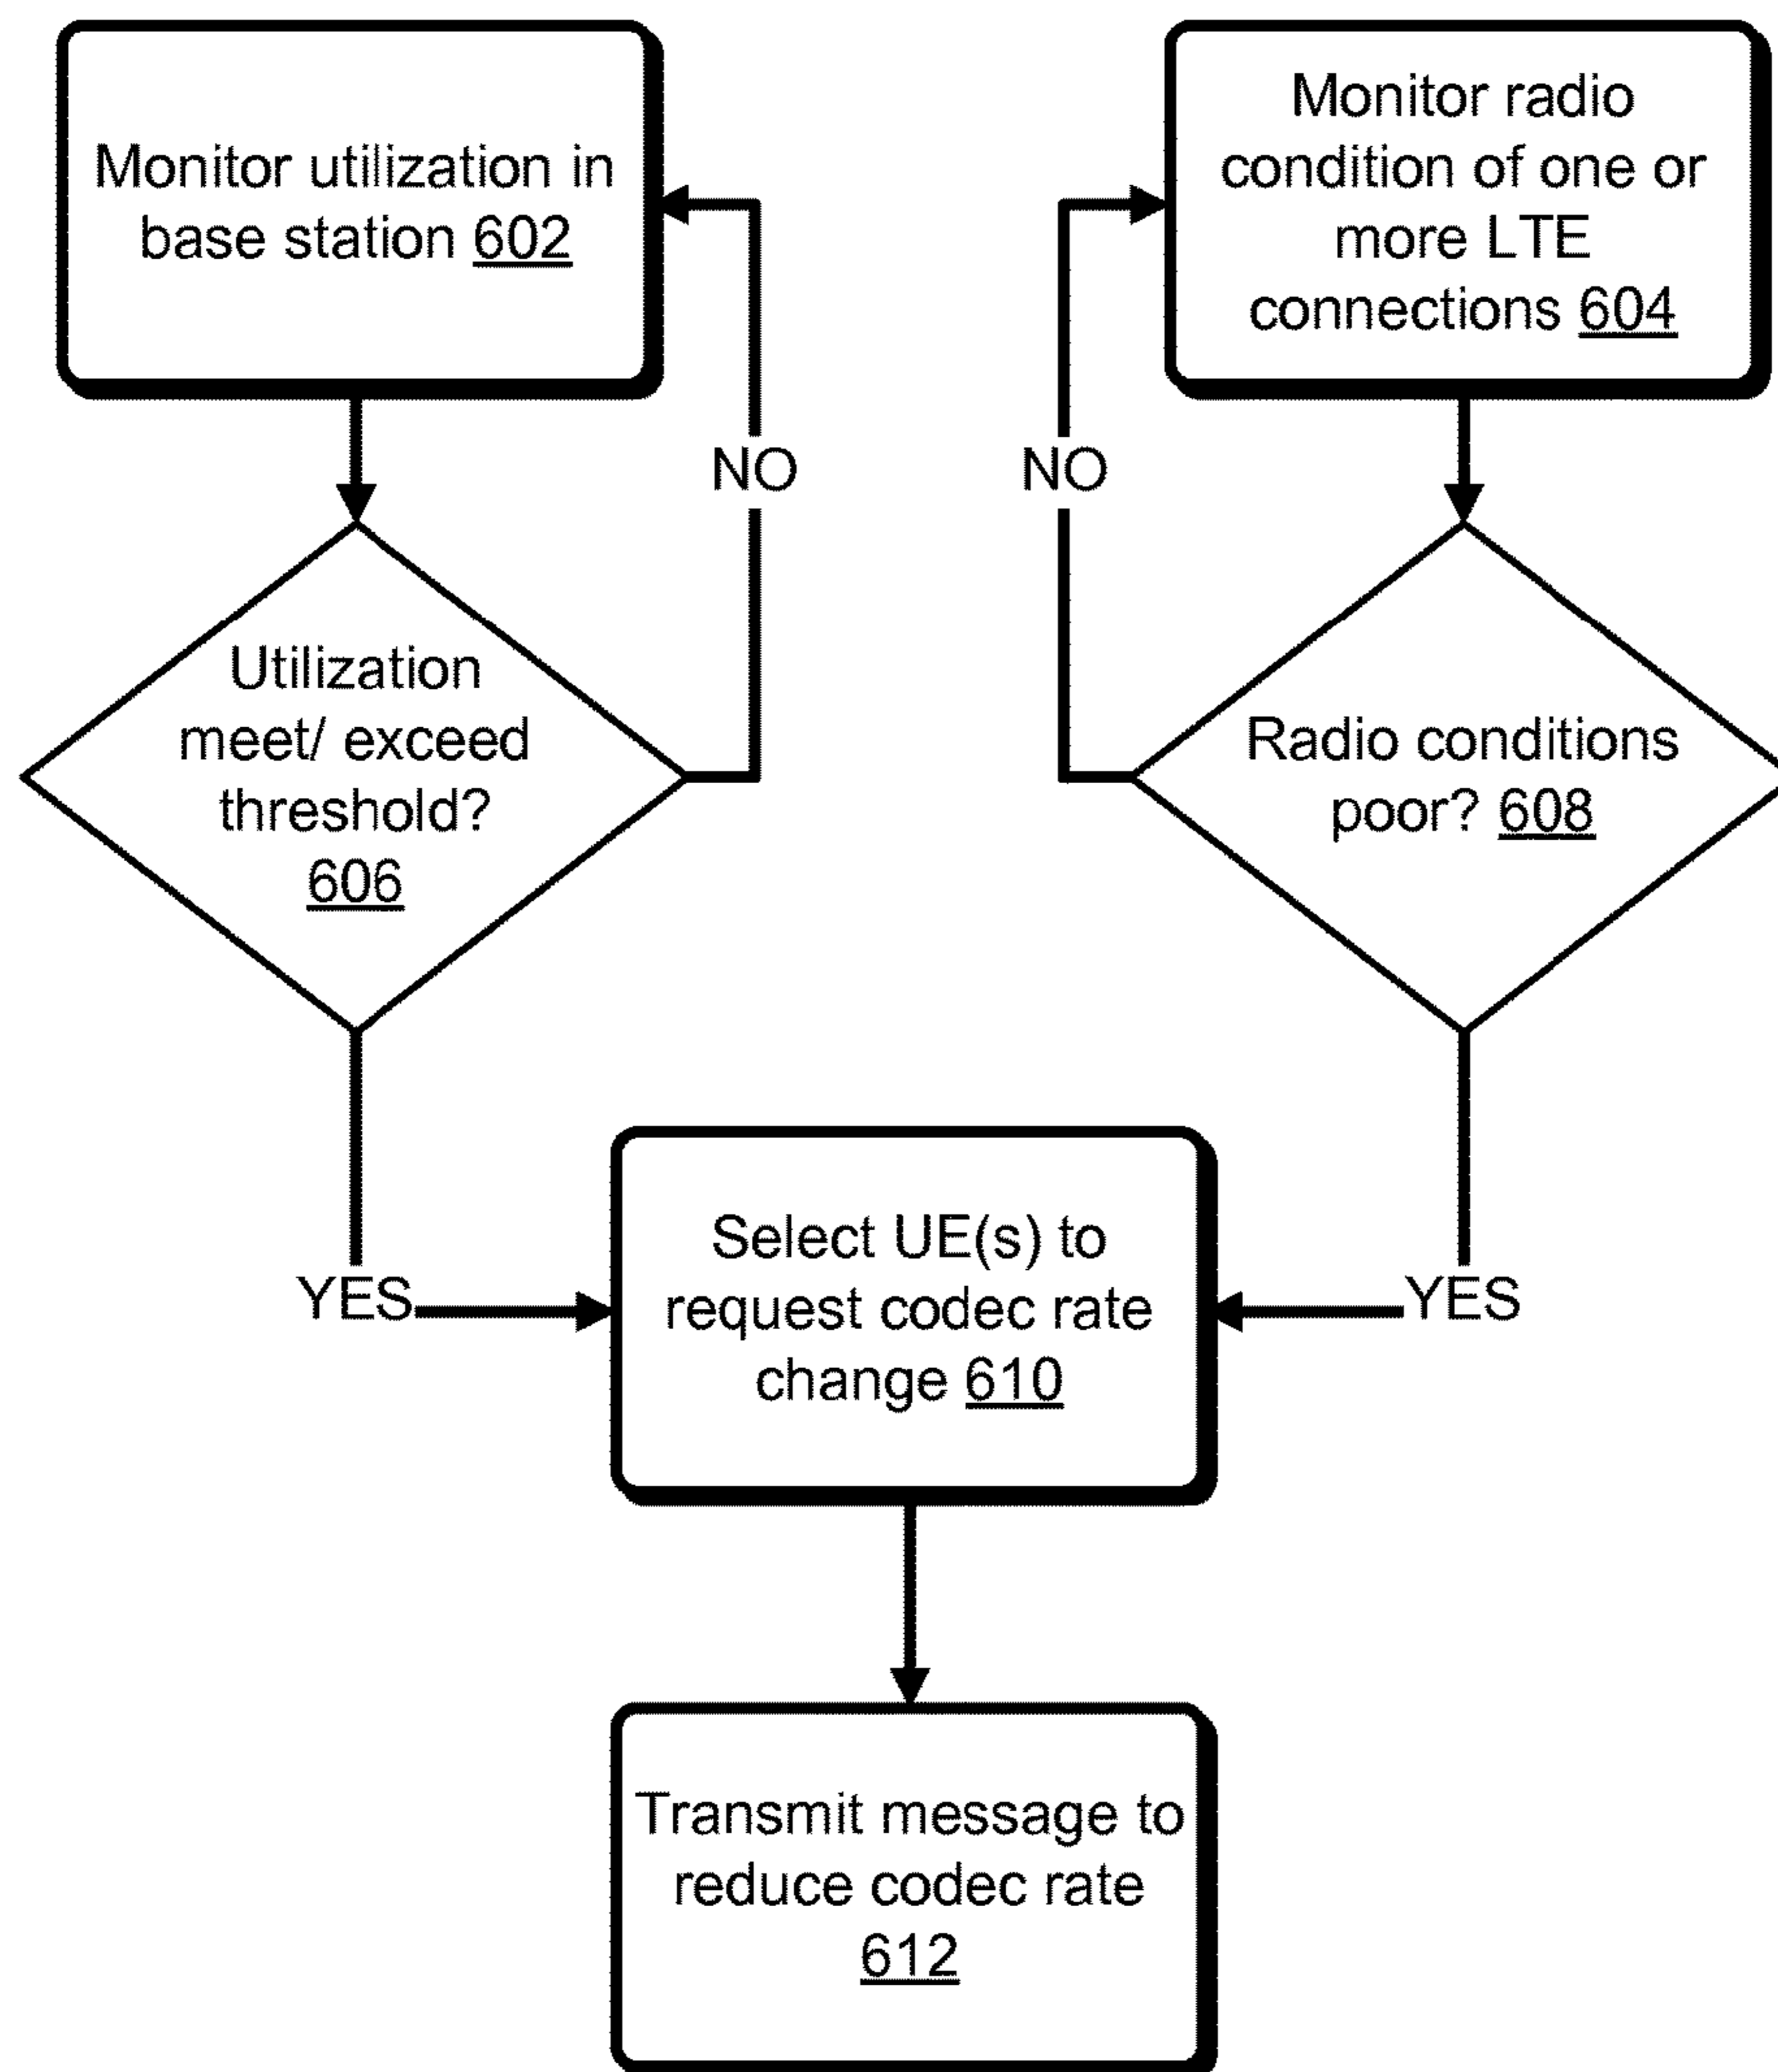 Monitor utilization in
base station 602
Monitor radio
condition of one or
more LTE
connections 604
NO
NO
Utilization
meet/ exceed
threshold?
606
Radio conditions
poor? 608
YES
YES
Select UE(s) to
request codec rate
change 610
Transmit message to
reduce codec rate
612